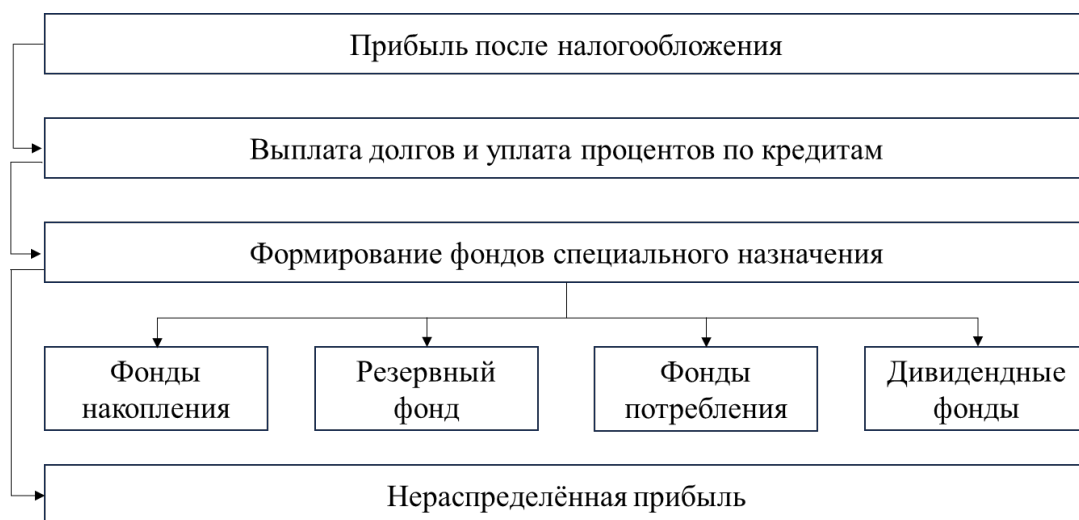 Прибыль после налогообложения
Выплата долгов и уплата процентов по кредитам
Формирование фондов специального назначения
Фонды
накопления
Резервный
фонд
Фонды
потребления
Дивидендные
фонды
Нераспределённая прибыль